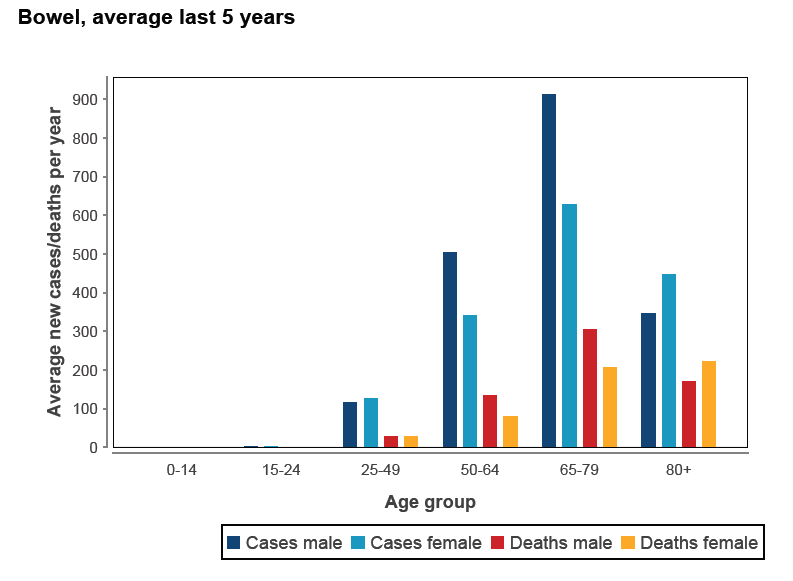 Bowel, average last 5 years
Average new cases/deaths per year
900
800
700
600
500
400
300
200
100
0
0-14 15-24 25-49 50-64 65-79 80+
Age group
Cases male Cases female Deaths male Deaths female